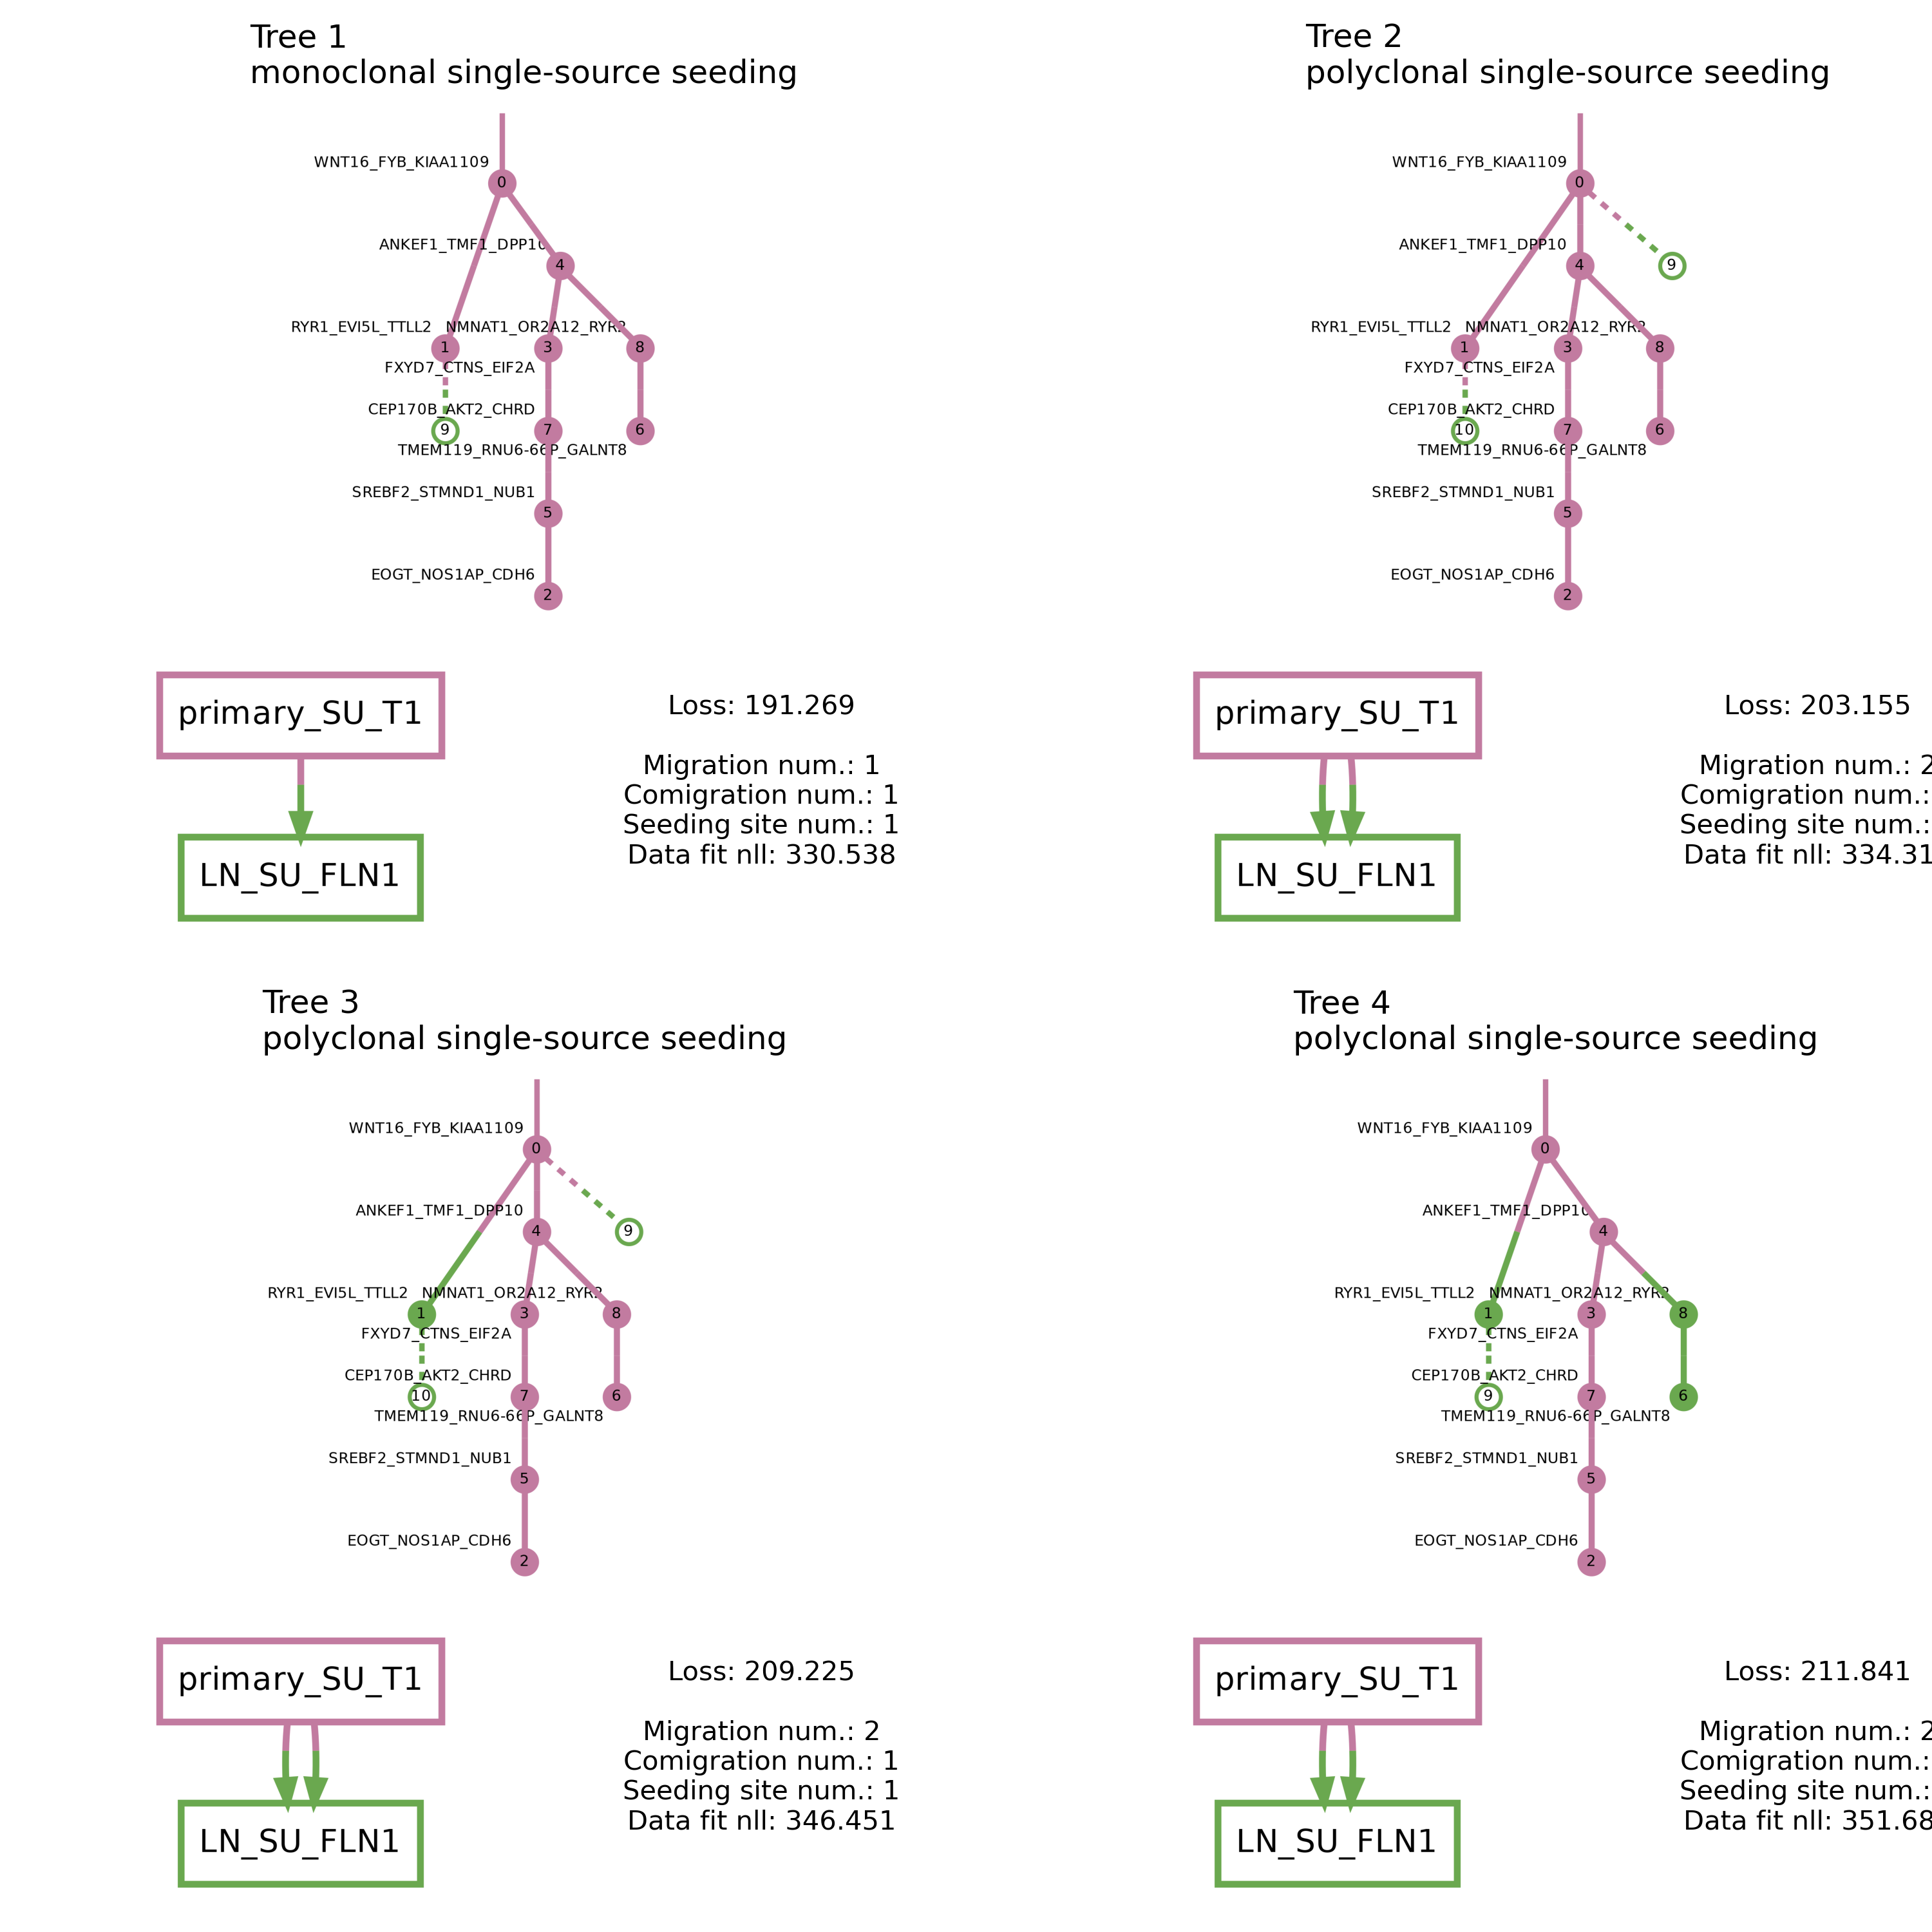 Tree 1
monoclonal single-source seeding
WNT16_FYB_KIAA1109
0
ANKEF1_TMF1_DPP10
4
RYR1_EVI5L_TTLL2 NMNAT1_OR2A12_RYR2
1
3
8
FXYD7_CTNS_EIF2A
CEP170B_AKT2_CHRD
9
7
6
TMEM119_RNU6-66P_GALNT8
SREBF2_STMND1_NUB1
5
EOGT_NOS1AP_CDH6
2
primary_SU_T1
LN_SU_FLN1
Loss: 191.269
Migration num.: 1
Comigration num.: 1
Seeding site num.: 1
Data fit nll: 330.538
Tree 2
polyclonal single-source seeding
WNT16_FYB_KIAA1109
0
ANKEF1_TMF1_DPP10
4
9
RYR1_EVI5L_TTLL2 NMNAT1_OR2A12_RYR2
1
3
8
FXYD7_CTNS_EIF2A
CEP170B_AKT2_CHRD
10
7
6
TMEM119_RNU6-66P_GALNT8
SREBF2_STMND1_NUB1
5
EOGT_NOS1AP_CDH6
2
primary_SU_T1
LN_SU_FLN1
Loss: 203.155
Migration num.: 2
Comigration num.:
Seeding site num.:
Data fit nll: 334.31
Tree 3
polyclonal single-source seeding
WNT16_FYB_KIAA1109
0
ANKEF1_TMF1_DPP10
4
9
RYR1_EVI5L_TTLL2 NMNAT1_OR2A12_RYR2
1
3
8
FXYD7_CTNS_EIF2A
CEP170B_AKT2_CHRD
10
7
6
TMEM119_RNU6-66P_GALNT8
SREBF2_STMND1_NUB1
5
EOGT_NOS1AP_CDH6
2
primary_SU_T1
LN_SU_FLN1
Loss: 209.225
Migration num.: 2
Comigration num.: 1
Seeding site num.: 1
Data fit nll: 346.451
Tree 4
polyclonal single-source seeding
WNT16_FYB_KIAA1109
0
ANKEF1_TMF1_DPP10
4
RYR1_EVI5L_TTLL2 NMNAT1_OR2A12_RYR2
1
3
8
FXYD7_CTNS_EIF2A
CEP170B_AKT2_CHRD
9
7
6
TMEM119_RNU6-66P_GALNT8
SREBF2_STMND1_NUB1
5
EOGT_NOS1AP_CDH6
2
primary_SU_T1
LN_SU_FLN1
Loss: 211.841
Migration num.: 2
Comigration num.:
Seeding site num.:
Data fit nll: 351.68